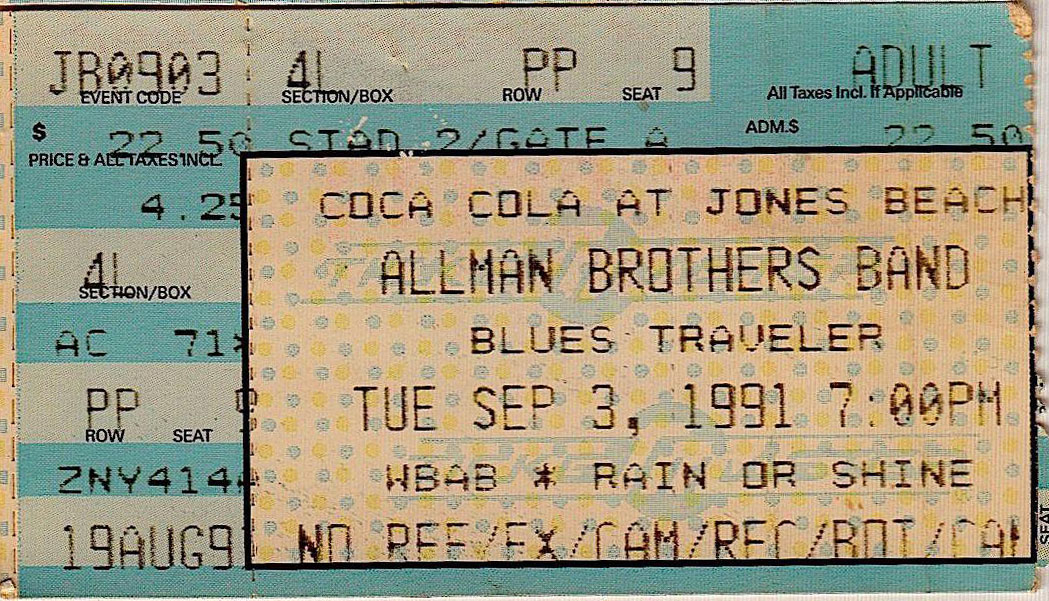 JB0903 4L PP 9 ADULT
EVENT CODE SECTION/BOX ROW SEAT All Taxes Incl. If Applicable
$ 22.50 STAD 2/GATE A ADM.$ 22.50
PRICE & ALL TAXES INCL.
4.25 COCA COLA AT JONES BEACH
4L ALLMAN BROTHERS BAND
SECTION/BOX
AC 71 BLUES TRAVELER
PP TUE SEP 3, 1991 7:00PM
ROW SEAT
ZNY414 WBAB * RAIN OR SHINE
19AUG9 NO REF/EX/CAM/REC/BOT/CAN
SEAT